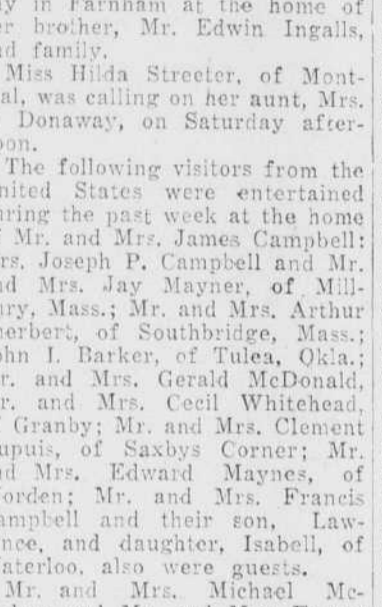 y in Farnham at the home of
er brother, Mr. Edwin Ingalls,
nd family.
Miss Hilda Streeter, of Mont-
al, was calling on her aunt, Mrs.
Donaway, on Saturday after-
oon.
The following visitors from the
nited States were entertained
uring the past week at the home
f Mr. and Mrs. James Campbell:
rs. Joseph P. Campbell and Mr.
nd Mrs. Jay Mayner, of Mill-
ury, Mass.; Mr. and Mrs. Arthur
herbert, of Southbridge, Mass.;
ohn I. Barker, of Tulea, Okla.;
r. and Mrs. Gerald McDonald,
r. and Mrs. Cecil Whitehead,
f Granby; Mr. and Mrs. Clement
upuis, of Saxbys Corner; Mr.
nd Mrs. Edward Maynes, of
orden; Mr. and Mrs. Francis
ampbell and their son, Law-
nce, and daughter, Isabell, of
aterloo, also were guests.
Mr. and Mrs. Michael Mc-